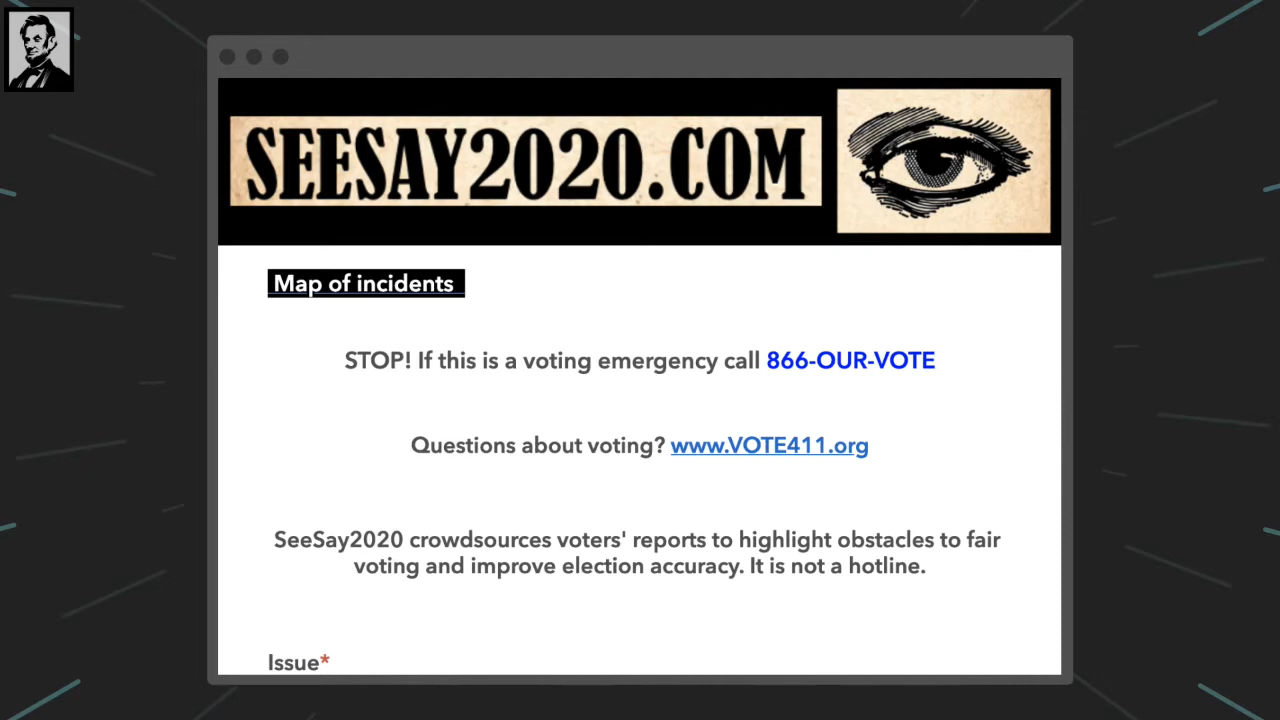 SEESAY2020.COM
Map of incidents
STOP! If this is a voting emergency call 866-OUR-VOTE
Questions about voting? www.VOTE411.org
SeeSay2020 crowdsources voters' reports to highlight obstacles to fair
voting and improve election accuracy. It is not a hotline.
Issue*